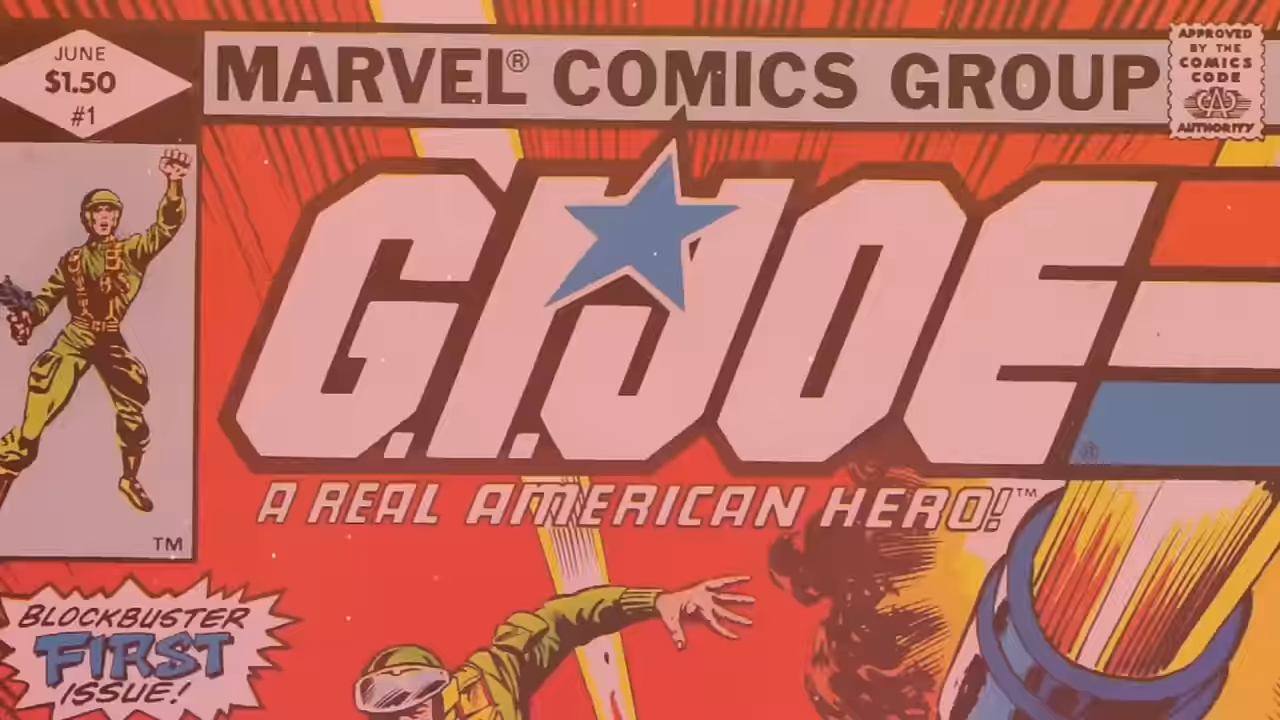 JUNE
$1.50
#1
MARVEL® COMICS GROUP
APPROVED
BY THE
COMICS
CODE
CA
AUTHORITY
G.I.JOE
®
A REAL AMERICAN HERO!™
TM
BLOCKBUSTER
FIRST
ISSUE!